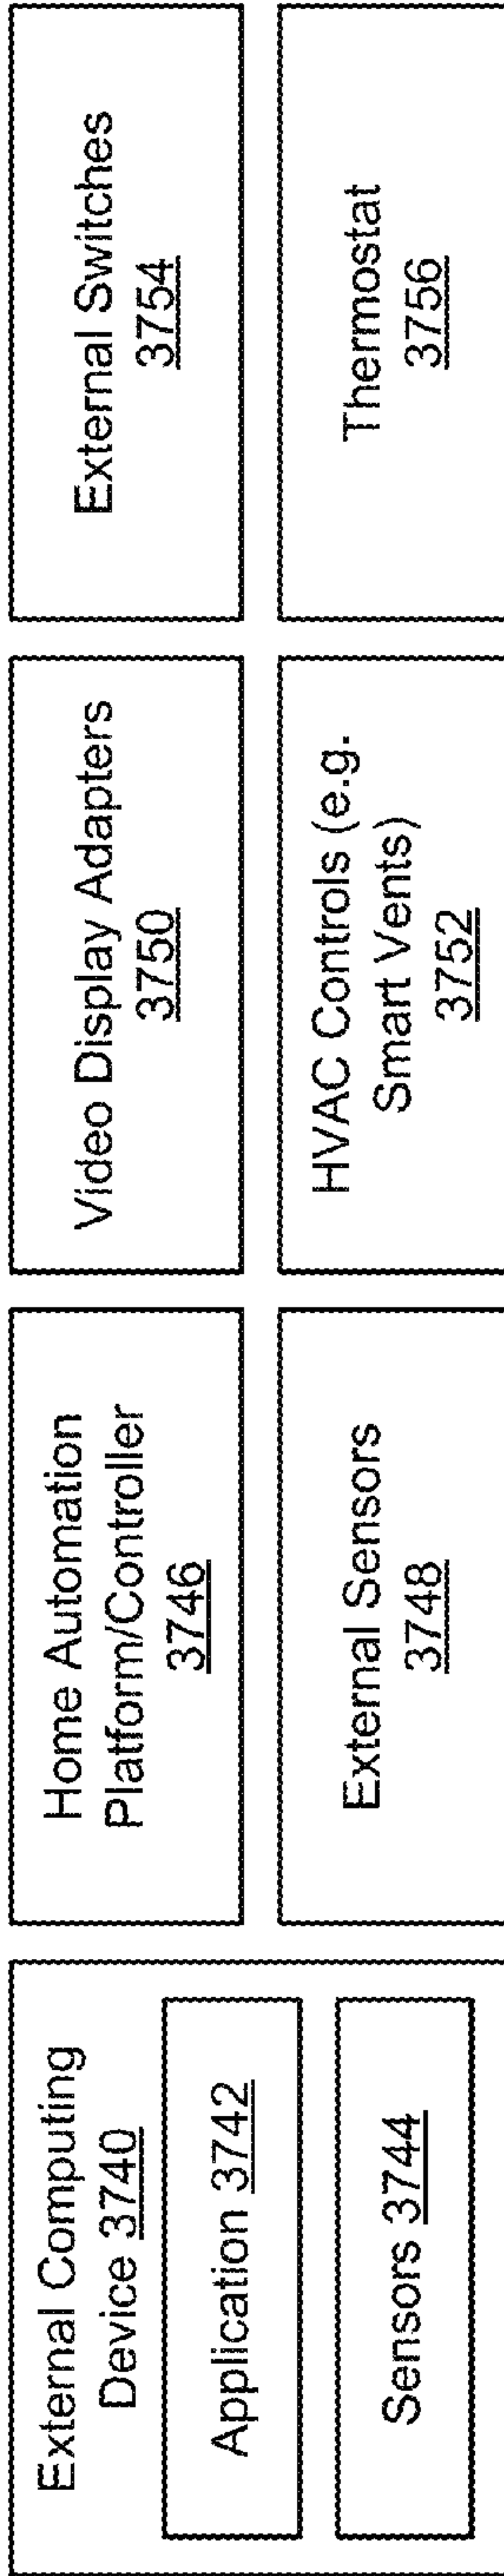 External Computing
Device 3740
Application 3742
Sensors 3744
Home Automation
Platform/Controller
3746
External Sensors
3748
Video Display Adapters
3750
HVAC Controls (e.g.
Smart Vents)
3752
External Switches
3754
Thermostat
3756